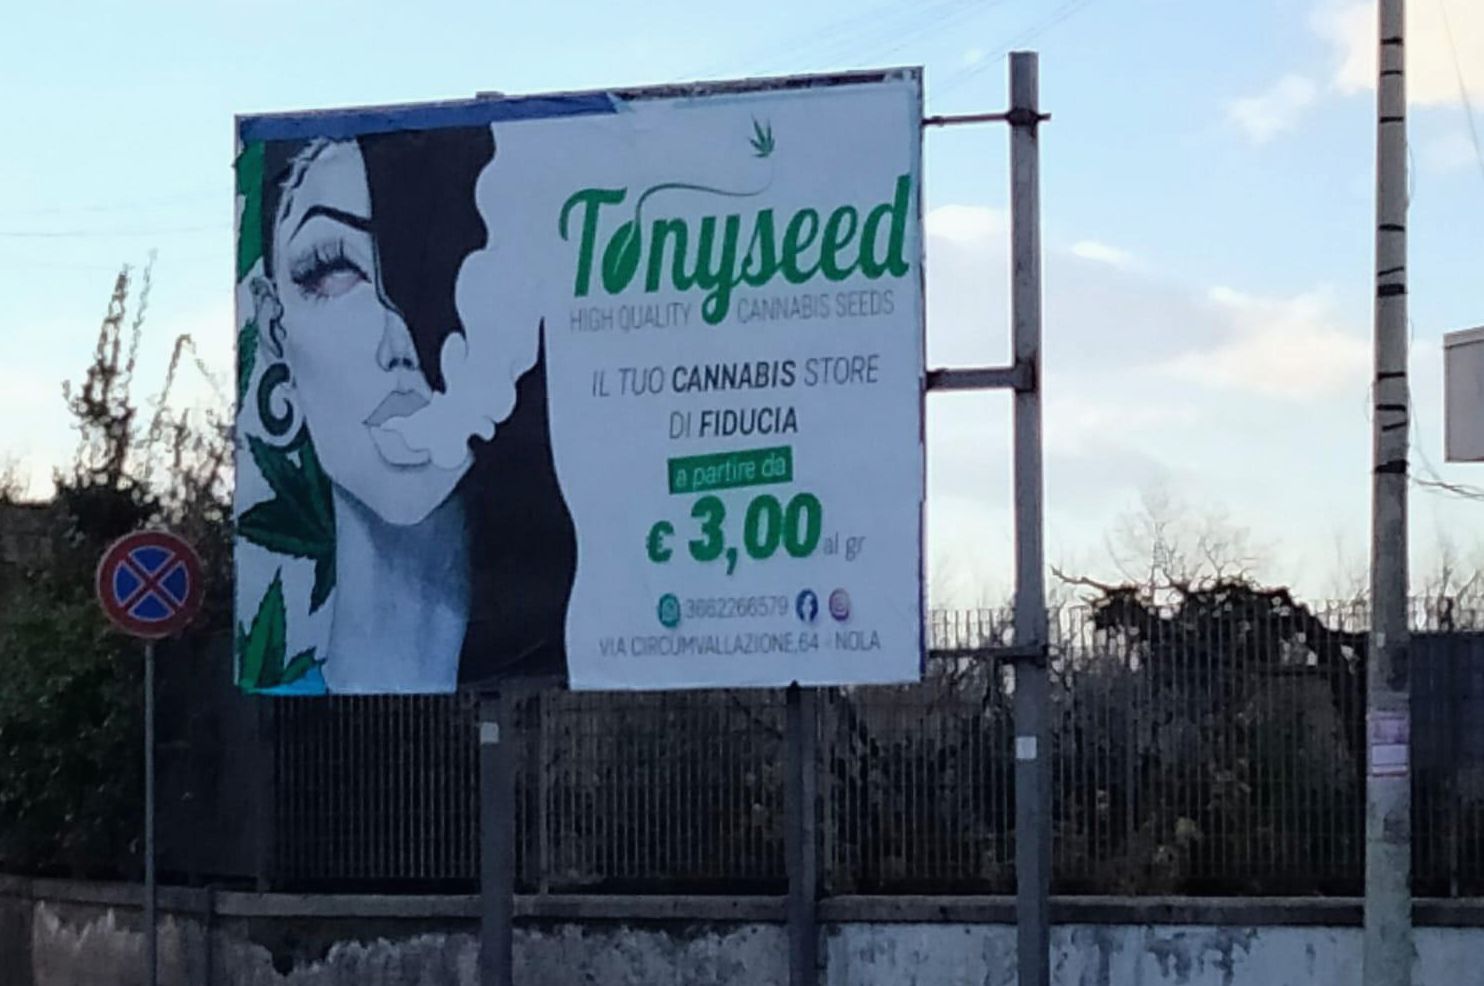 Tonyseed
HIGH QUALITY CANNABIS SEEDS
IL TUO CANNABIS STORE
DI FIDUCIA
a partire da
€ 3,00 al gr
3662266579
VIA CIRCUMVALLAZIONE,64 - NOLA